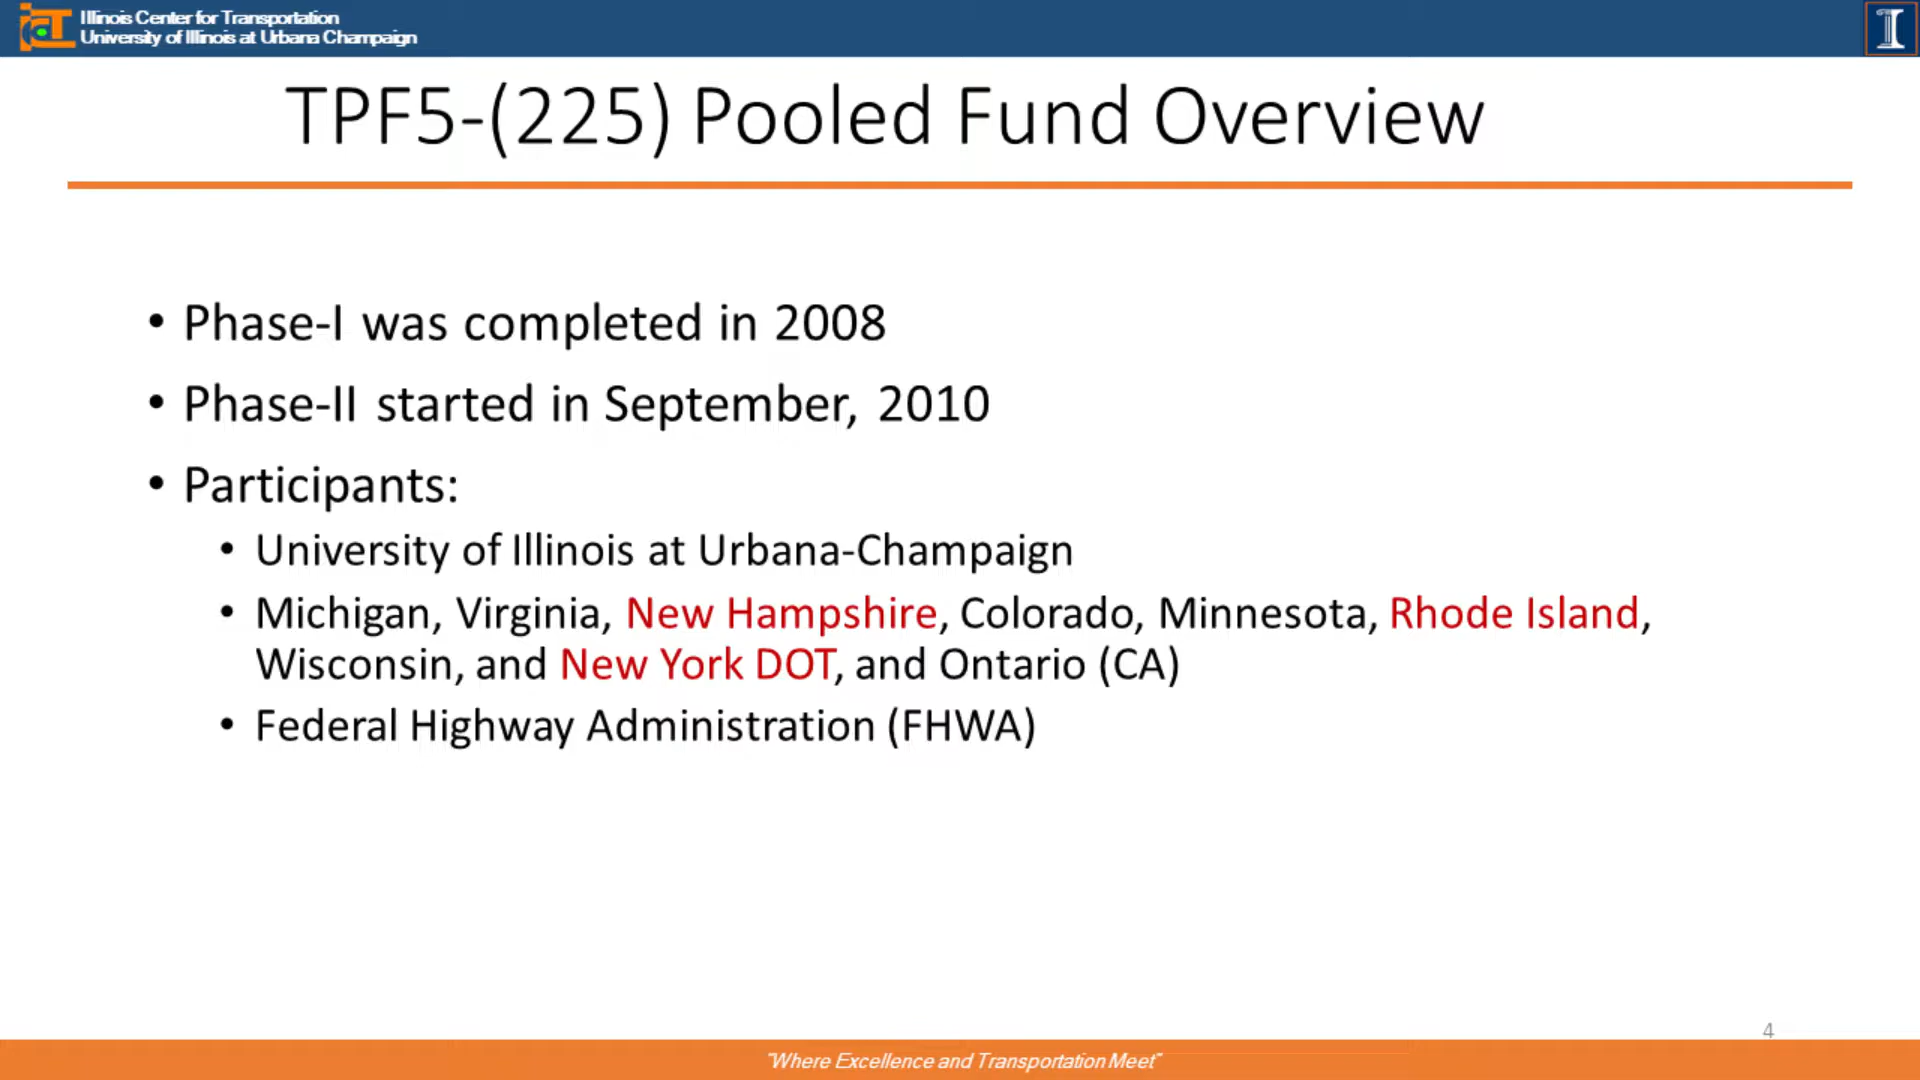 Illinois Center for Transportation
University of Illinois at Urbana Champaign
TPF5-(225) Pooled Fund Overview
• Phase-I was completed in 2008
• Phase-II started in September, 2010
• Participants:
• University of Illinois at Urbana-Champaign
• Michigan, Virginia, New Hampshire, Colorado, Minnesota, Rhode Island,
Wisconsin, and New York DOT, and Ontario (CA)
• Federal Highway Administration (FHWA)
4
"Where Excellence and Transportation Meet"